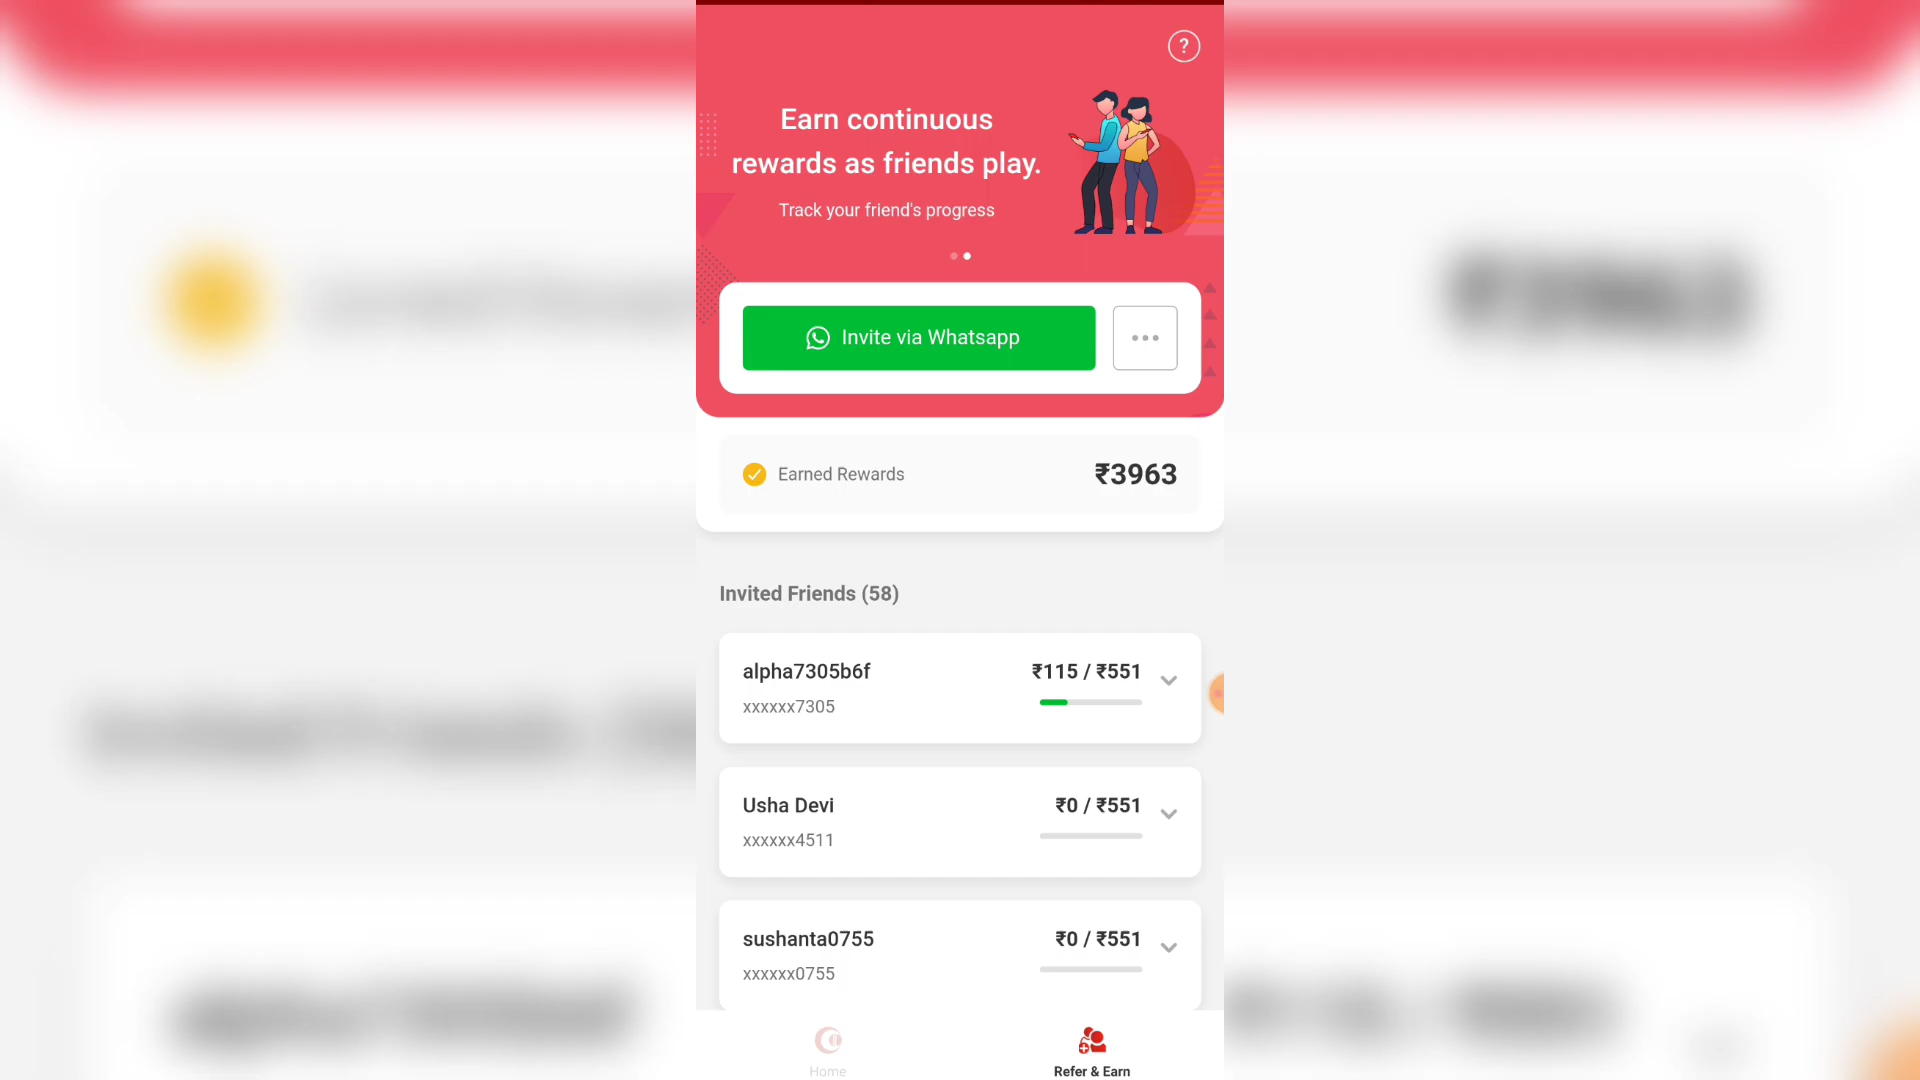 ?
Earn continuous
rewards as friends play.
Track your friend's progress
Invite via Whatsapp
Earned Rewards
₹3963
Invited Friends (58)
alpha7305b6f
₹115 / ₹551
xxxxxx7305
Usha Devi
₹0 / ₹551
xxxxxx4511
sushanta0755
₹0 / ₹551
xxxxxx0755
Home
Refer & Earn